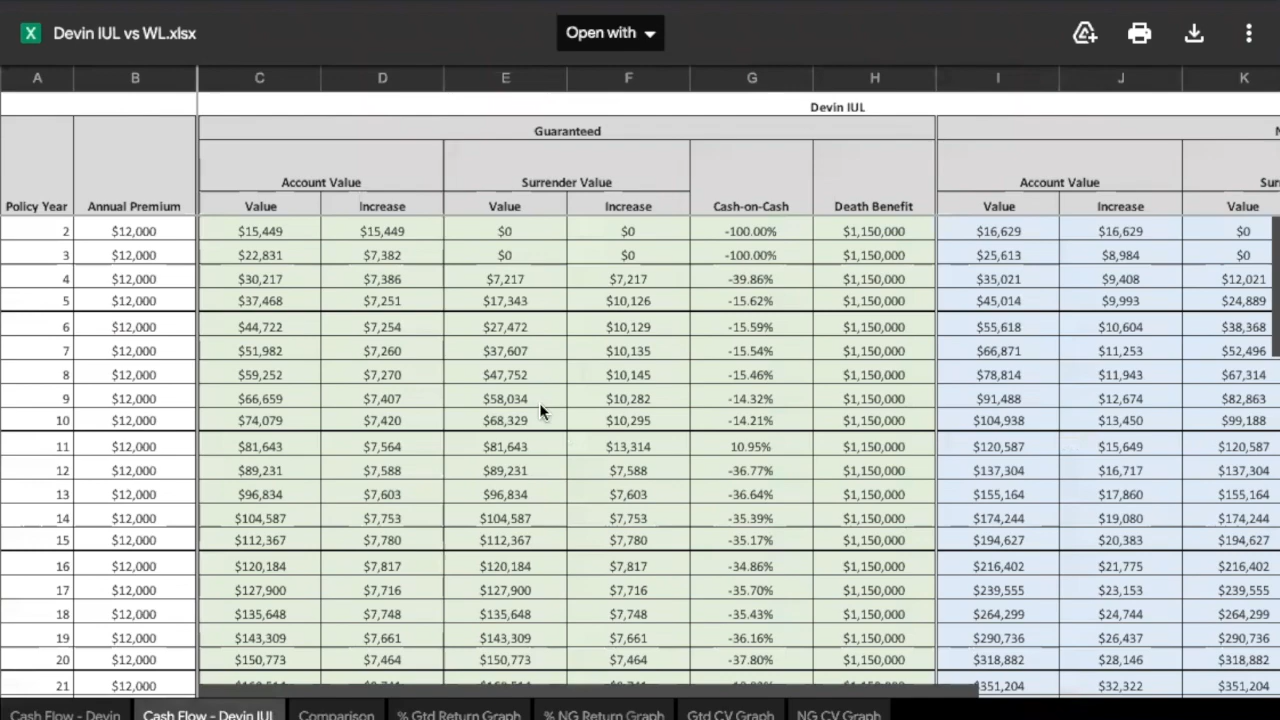 Devin IUL vs WL.xlsx Open with
A B C D E F G H I J K
Devin IUL
Guaranteed
Account Value Surrender Value Account Value
Policy Year Annual Premium Value Increase Value Increase Cash-on-Cash Death Benefit Value Increase Value
2 $12,000 $15,449 $15,449 $0 $0 -100.00% $1,150,000 $16,629 $16,629 $0
3 $12,000 $22,831 $7,382 $0 $0 -100.00% $1,150,000 $25,613 $8,984 $0
4 $12,000 $30,217 $7,386 $7,217 $7,217 -39.86% $1,150,000 $35,021 $9,408 $12,021
5 $12,000 $37,468 $7,251 $17,343 $10,126 -15.62% $1,150,000 $45,014 $9,993 $24,889
6 $12,000 $44,722 $7,254 $27,472 $10,129 -15.59% $1,150,000 $55,618 $10,604 $38,368
7 $12,000 $51,982 $7,260 $37,607 $10,135 -15.54% $1,150,000 $66,871 $11,253 $52,496
8 $12,000 $59,252 $7,270 $47,752 $10,145 -15.46% $1,150,000 $78,814 $11,943 $67,314
9 $12,000 $66,659 $7,407 $58,034 $10,282 -14.32% $1,150,000 $91,488 $12,674 $82,863
10 $12,000 $74,079 $7,420 $68,329 $10,295 -14.21% $1,150,000 $104,938 $13,450 $99,188
11 $12,000 $81,643 $7,564 $81,643 $13,314 10.95% $1,150,000 $120,587 $15,649 $120,587
12 $12,000 $89,231 $7,588 $89,231 $7,588 -36.77% $1,150,000 $137,304 $16,717 $137,304
13 $12,000 $96,834 $7,603 $96,834 $7,603 -36.64% $1,150,000 $155,164 $17,860 $155,164
14 $12,000 $104,587 $7,753 $104,587 $7,753 -35.39% $1,150,000 $174,244 $19,080 $174,244
15 $12,000 $112,367 $7,780 $112,367 $7,780 -35.17% $1,150,000 $194,627 $20,383 $194,627
16 $12,000 $120,184 $7,817 $120,184 $7,817 -34.86% $1,150,000 $216,402 $21,775 $216,402
17 $12,000 $127,900 $7,716 $127,900 $7,716 -35.70% $1,150,000 $239,555 $23,153 $239,555
18 $12,000 $135,648 $7,748 $135,648 $7,748 -35.43% $1,150,000 $264,299 $24,744 $264,299
19 $12,000 $143,309 $7,661 $143,309 $7,661 -36.16% $1,150,000 $290,736 $26,437 $290,736
20 $12,000 $150,773 $7,464 $150,773 $7,464 -37.80% $1,150,000 $318,882 $28,146 $318,882
21 $12,000 $351,204 $32,322 $351,204
Cash Flow - Devin Cash Flow - Devin IUL Comparison % Gtd Return Graph % NG Return Graph Gtd CV Graph NG CV Graph